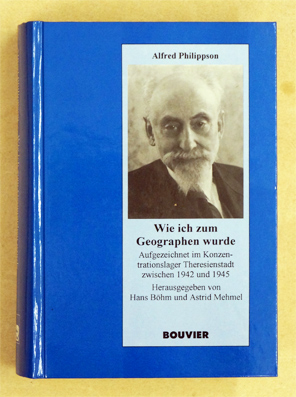 Alfred Philippson
Wie ich zum
Geographen wurde
Aufgezeichnet im Konzen-
trationslager Theresienstadt
zwischen 1942 und 1945
Herausgegeben von
Hans Böhm und Astrid Mehmel
BOUVIER